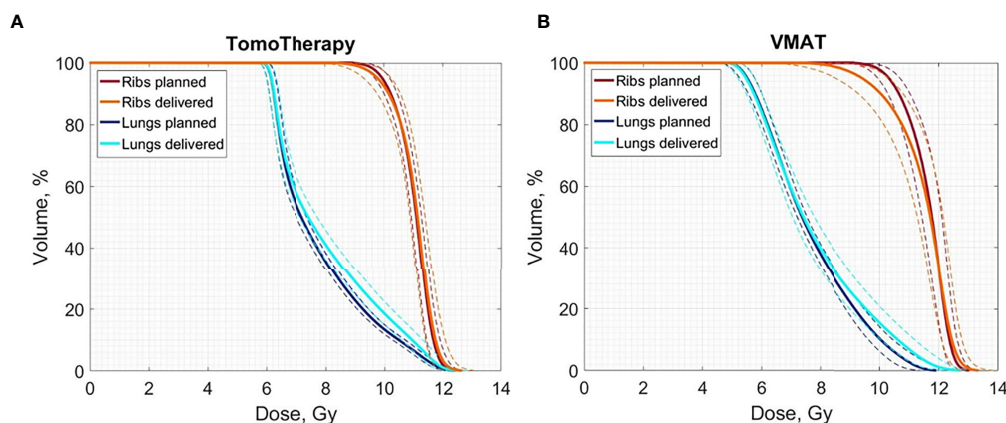 A
TomoTherapy
Ribs planned
Ribs delivered
Lungs planned
Lungs delivered
Volume, %
100
80
60
40
20
0
0 2 4 6 8 10 12 14
Dose, Gy
B
VMAT
Ribs planned
Ribs delivered
Lungs planned
Lungs delivered
Volume, %
100
80
60
40
20
0
0 2 4 6 8 10 12 14
Dose, Gy